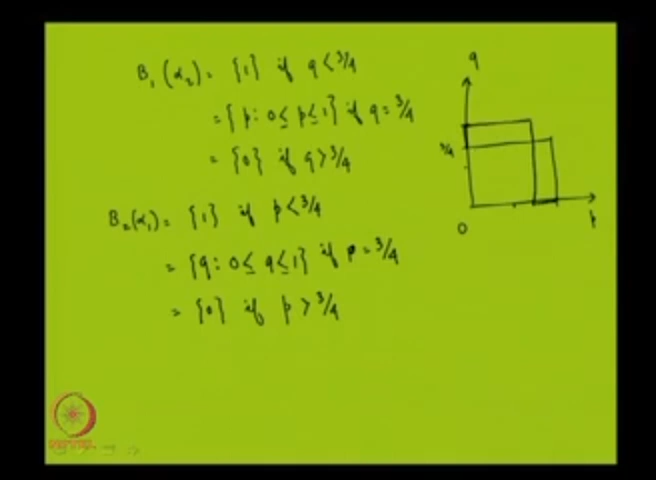 B₁(α₂) = {1} if q < 3/4
= {p: 0 ≤ p ≤ 1} if q = 3/4
= {0} if q > 3/4
B₂(α₁) = {1} if p < 3/4
= {q: 0 ≤ q ≤ 1} if p = 3/4
= {0} if p > 3/4
q
3/4
0
p